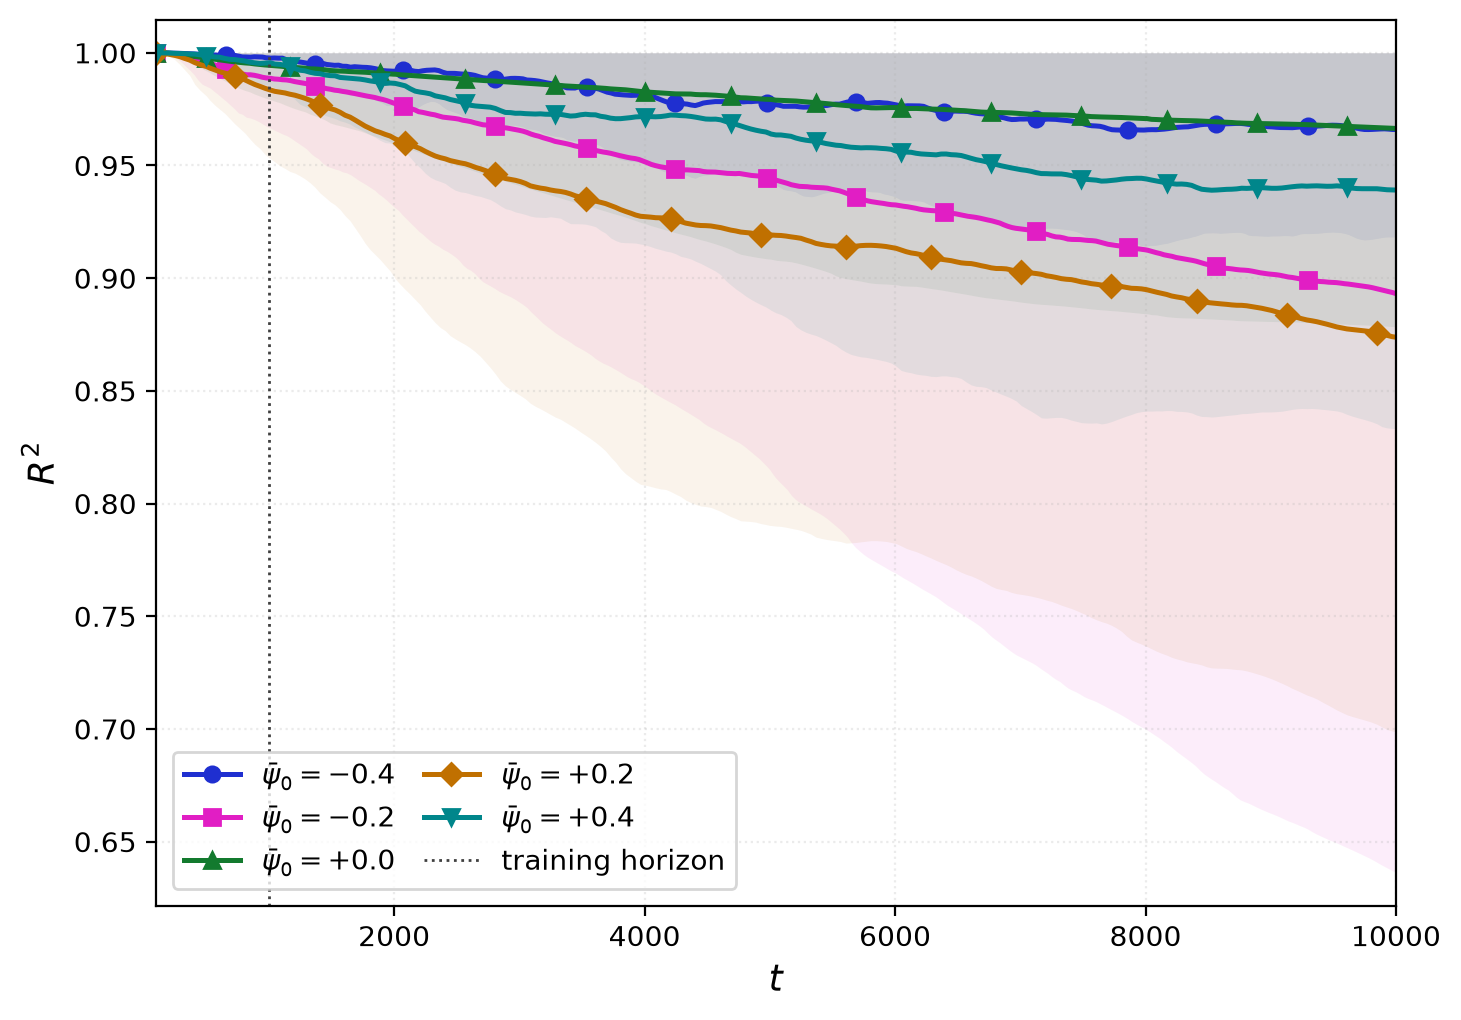 1.00
0.95
0.90
0.85
0.80
0.75
0.70
0.65
R²
2000
4000
6000
8000
10000
t
ψ̄₀ = −0.4
ψ̄₀ = −0.2
ψ̄₀ = +0.0
ψ̄₀ = +0.2
ψ̄₀ = +0.4
training horizon